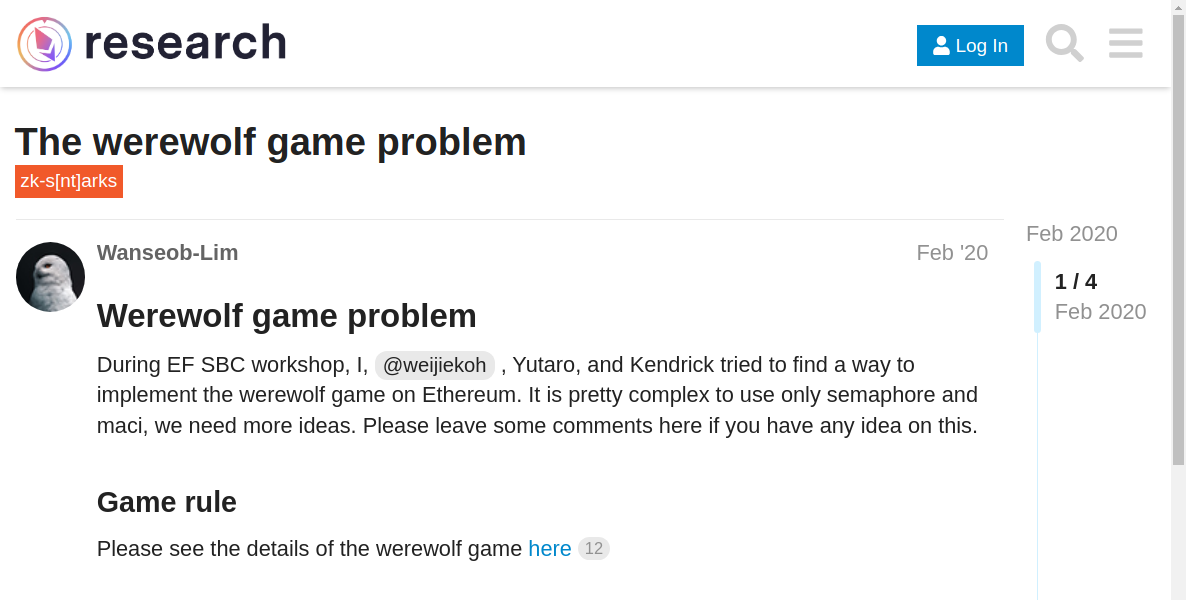 research
Log In
The werewolf game problem
zk-s[nt]arks
Feb 2020
Wanseob-Lim
Feb '20
1 / 4
Feb 2020
Werewolf game problem
During EF SBC workshop, I, @weijiekoh , Yutaro, and Kendrick tried to find a way to
implement the werewolf game on Ethereum. It is pretty complex to use only semaphore and
maci, we need more ideas. Please leave some comments here if you have any idea on this.
Game rule
Please see the details of the werewolf game here 12